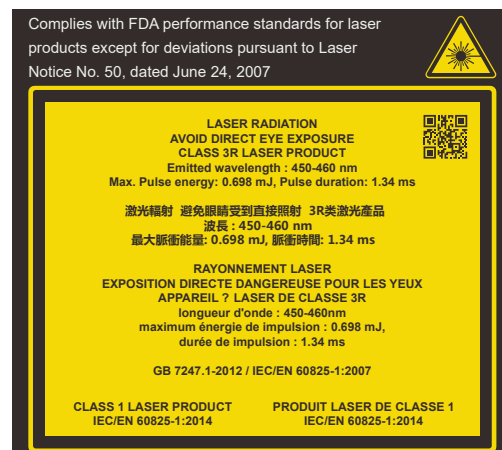 Complies with FDA performance standards for laser
products except for deviations pursuant to Laser
Notice No. 50, dated June 24, 2007
LASER RADIATION
AVOID DIRECT EYE EXPOSURE
CLASS 3R LASER PRODUCT
Emitted wavelength : 450-460 nm
Max. Pulse energy: 0.698 mJ, Pulse duration: 1.34 ms
激光輻射 避免眼睛受到直接照射 3R类激光產品
波長 : 450-460 nm
最大脈衝能量: 0.698 mJ, 脈衝時間: 1.34 ms
RAYONNEMENT LASER
EXPOSITION DIRECTE DANGEREUSE POUR LES YEUX
APPAREIL ? LASER DE CLASSE 3R
longueur d'onde : 450-460nm
maximum énergie de impulsion : 0.698 mJ,
durée de impulsion : 1.34 ms
GB 7247.1-2012 / IEC/EN 60825-1:2007
CLASS 1 LASER PRODUCT PRODUIT LASER DE CLASSE 1
IEC/EN 60825-1:2014 IEC/EN 60825-1:2014